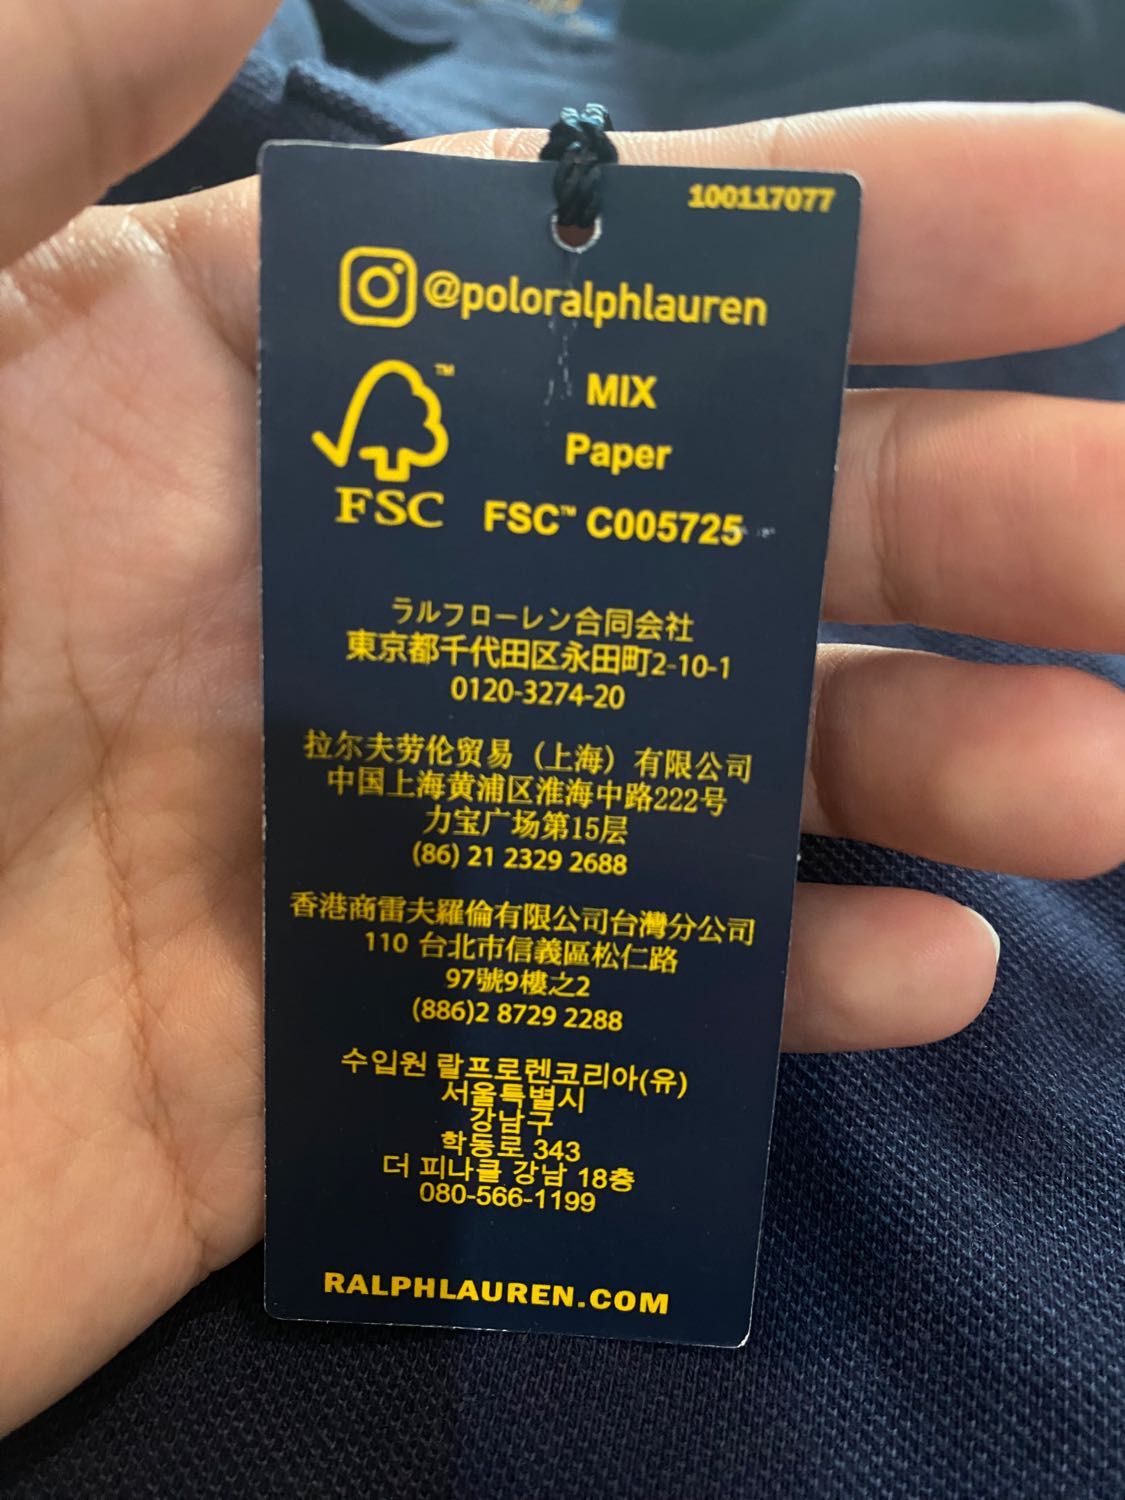 100117077
@poloralphlauren
TM
MIX
Paper
FSC
FSC™ C005725
ラルフローレン合同会社
東京都千代田区永田町2-10-1
0120-3274-20
拉尔夫劳伦贸易（上海）有限公司
中国上海黄浦区淮海中路222号
力宝广场第15层
(86) 21 2329 2688
香港商雷夫羅倫有限公司台灣分公司
110 台北市信義區松仁路
97號9樓之2
(886)2 8729 2288
수입원 랄프로렌코리아(유)
서울특별시
강남구
학동로 343
더 피나클 강남 18층
080-566-1199
RALPHLAUREN.COM